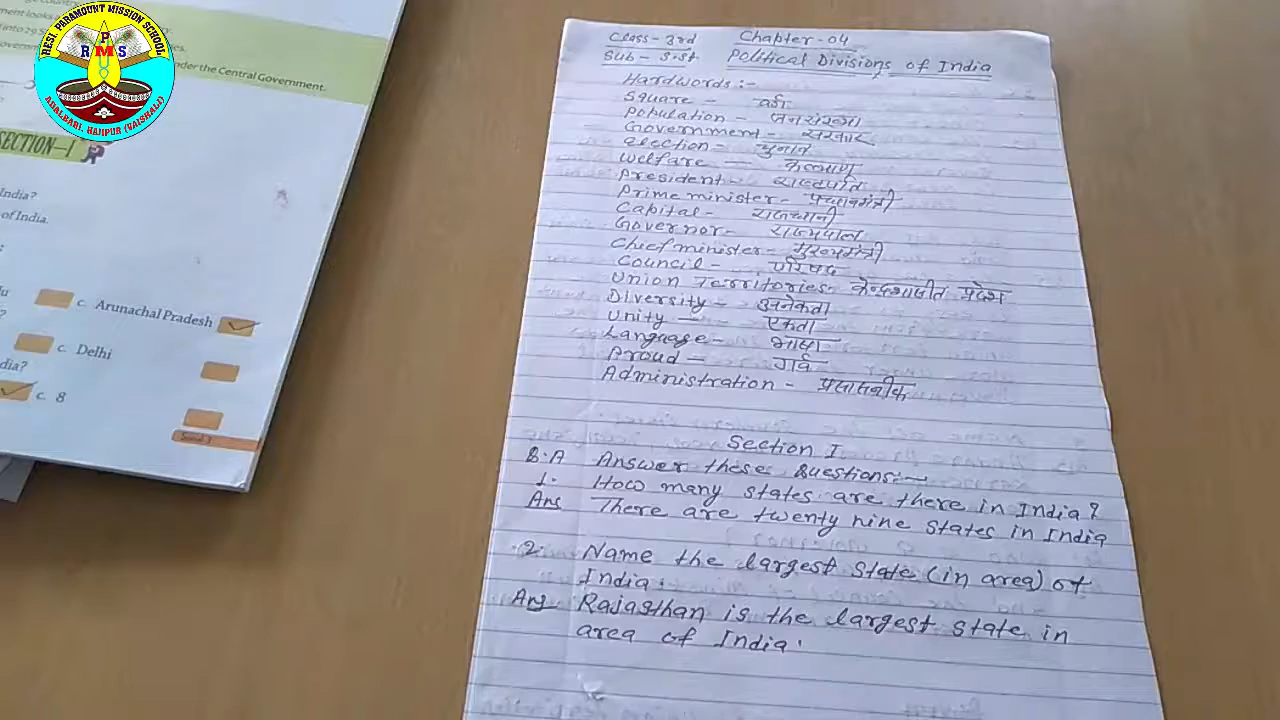 RESI. PARAMOUNT MISSION SCHOOL
P
R M S
ADALBARI, HAJIPUR (VAISHALI)
nder the Central Government.
SECTION-I
India?
of India.
c. Arunachal Pradesh
c. Delhi
dia?
c. 8
Class - 3rd Chapter - 04
Sub - S.St Political Divisions of India
Hardwords :-
Square - वर्ग
Population - जनसंख्या
Government - सरकार
Election - चुनाव
Welfare - कल्याण
President - राष्ट्रपति
Prime minister - प्रधानमंत्री
Capital - राजधानी
Governor - राज्यपाल
Chief minister - मुख्यमंत्री
Council - परिषद
Union Territories - केन्द्रशासीत प्रदेश
Diversity - अनेकता
Unity - एकता
Language - भाषा
Proud - गर्व
Administration - प्रसासनीक
Section I
Q.A Answer these Questions :-
1. How many states are there in India?
Ans There are twenty nine states in India
2. Name the largest state (in area) of
India.
Ans Rajasthan is the largest state in
area of India.